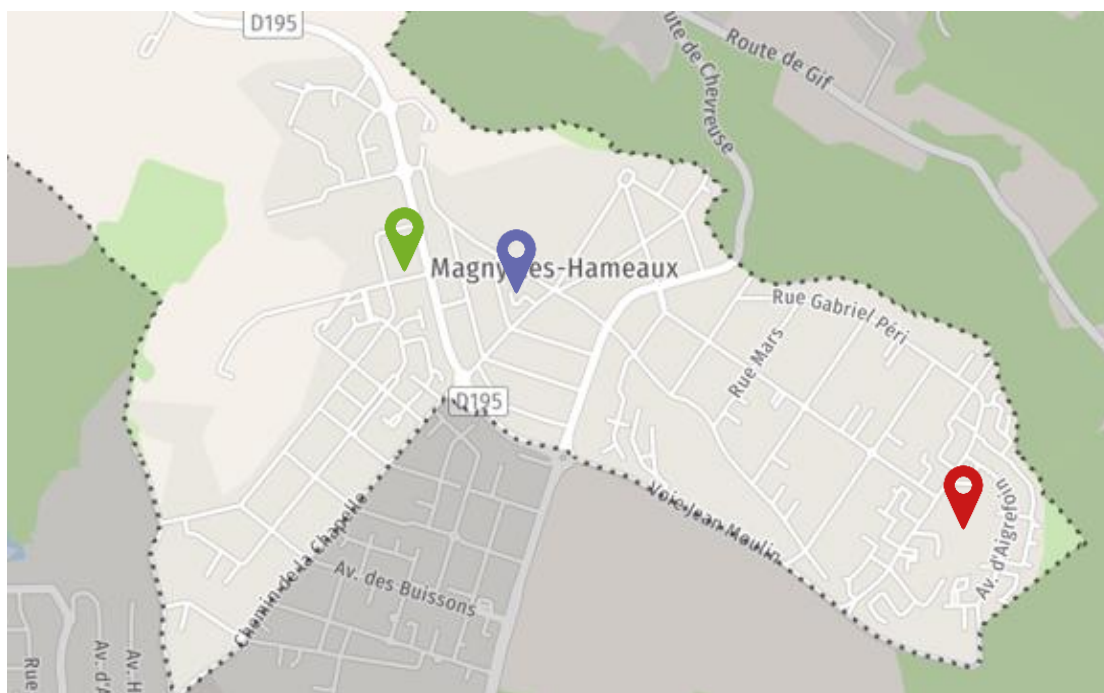 D195
Route de Gif
ute de Chevreuse
Magny-les-Hameaux
Rue Gabriel Péri
Rue Mars
D195
Voie Jean Moulin
Av. d'Aigrefoin
Chemin de la Chapelle
Av. des Buissons
Rue
Av. d'A
Av. H